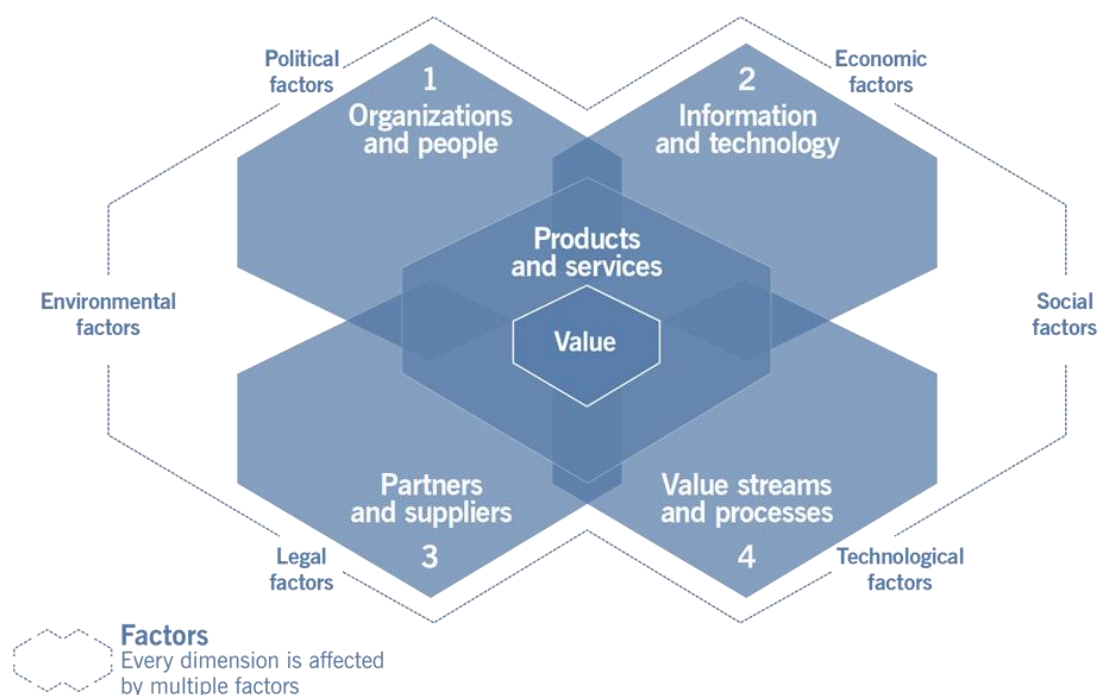 Political
factors
1
Organizations
and people
2
Information
and technology
Economic
factors
Products
and services
Environmental
factors
Value
Social
factors
Partners
and suppliers
3
Value streams
and processes
4
Legal
factors
Technological
factors
Factors
Every dimension is affected
by multiple factors